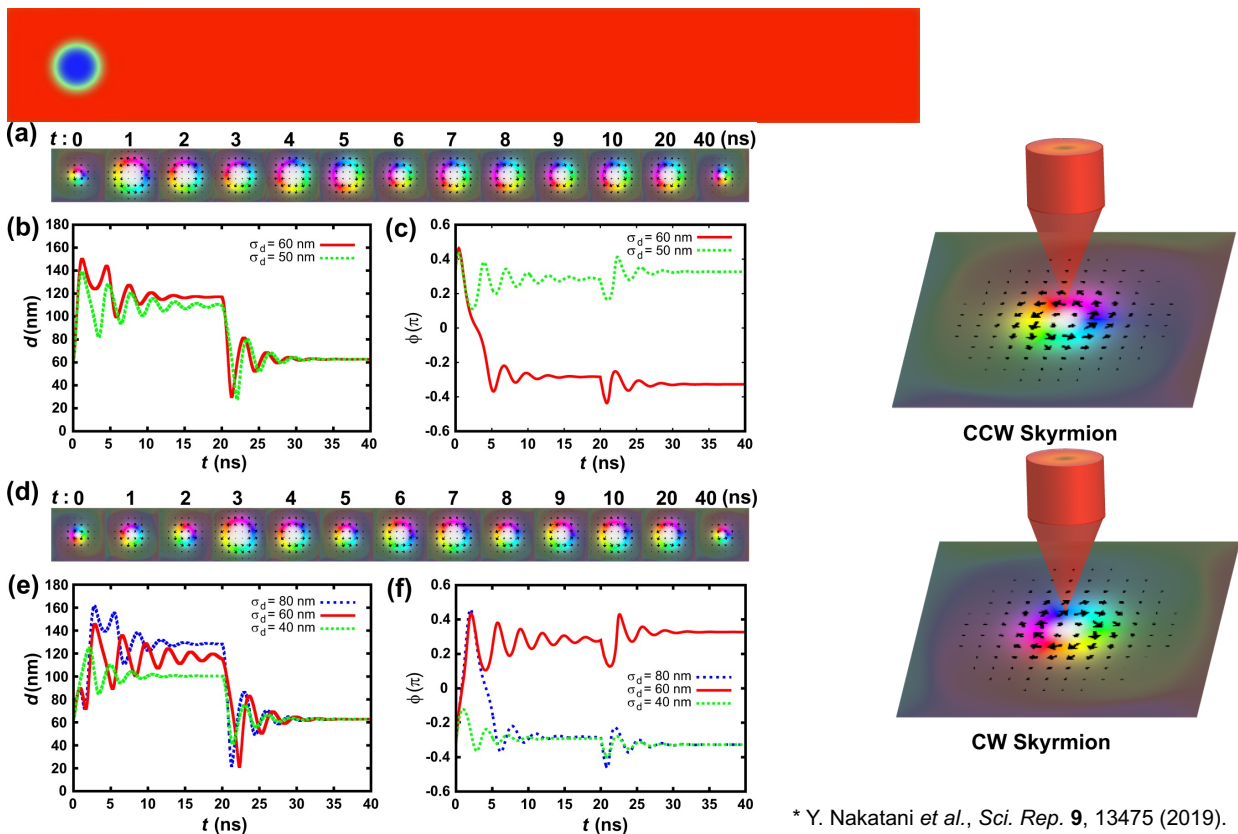 (a) t : 0 1 2 3 4 5 6 7 8 9 10 20 40 (ns)
(b)
180
160
140
120
100
80
60
40
20
0
d(nm)
σd= 60 nm
σd= 50 nm
0 5 10 15 20 25 30 35 40
t (ns)
(c)
0.6
0.4
0.2
0
-0.2
-0.4
-0.6
ϕ(π)
σd= 60 nm
σd= 50 nm
0 5 10 15 20 25 30 35 40
t (ns)
CCW Skyrmion
(d) t : 0 1 2 3 4 5 6 7 8 9 10 20 40 (ns)
(e)
180
160
140
120
100
80
60
40
20
0
d(nm)
σd= 80 nm
σd= 60 nm
σd= 40 nm
0 5 10 15 20 25 30 35 40
t (ns)
(f)
0.6
0.4
0.2
0
-0.2
-0.4
-0.6
ϕ(π)
σd= 80 nm
σd= 60 nm
σd= 40 nm
0 5 10 15 20 25 30 35 40
t (ns)
CW Skyrmion
* Y. Nakatani et al., Sci. Rep. 9, 13475 (2019).